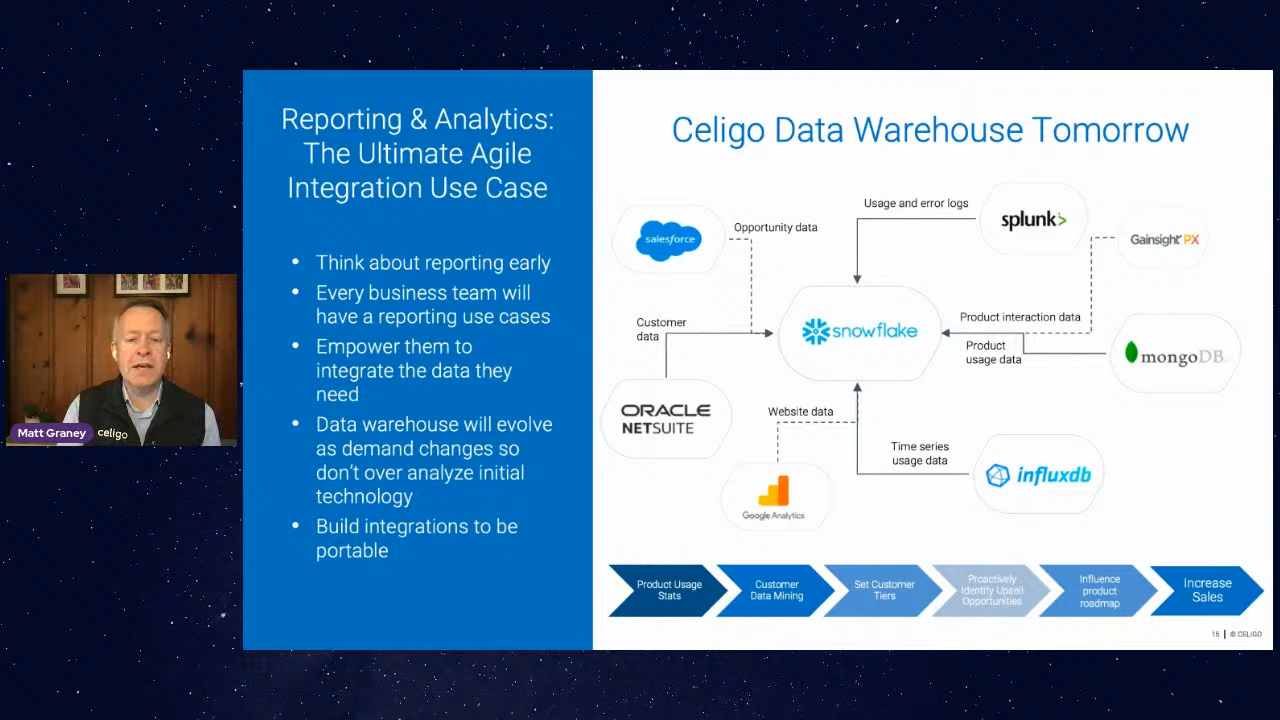 Reporting & Analytics:
The Ultimate Agile
Integration Use Case
• Think about reporting early
• Every business team will
have a reporting use cases
• Empower them to
integrate the data they
need
• Data warehouse will evolve
as demand changes so
don't over analyze initial
technology
• Build integrations to be
portable
Matt Graney
celigo
Celigo Data Warehouse Tomorrow
salesforce
Opportunity data
Usage and error logs
splunk>
Gainsight PX
Customer
data
snowflake
Product interaction data
Product
usage data
mongoDB
ORACLE
NETSUITE
Website data
Google Analytics
Time series
usage data
influxdb
Product Usage
Stats
Customer
Data Mining
Set Customer
Tiers
Proactively
Identify Upsell
Opportunities
Influence
product
roadmap
Increase
Sales
15 | © CELIGO